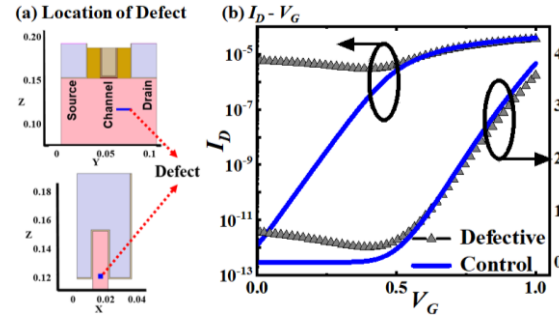 (a) Location of Defect
0.20
0.15
Z
0.10
Source
Channel
Drain
0 0.05 0.10
Y
Defect
0.18
0.16
Z
0.14
0.12
0 0.04
X
(b) I_D - V_G
10^-5
10^-7
I_D
10^-9
10^-11
10^-13
4
3
2
1
0
Defective
Control
0.0 0.5 1.0
V_G